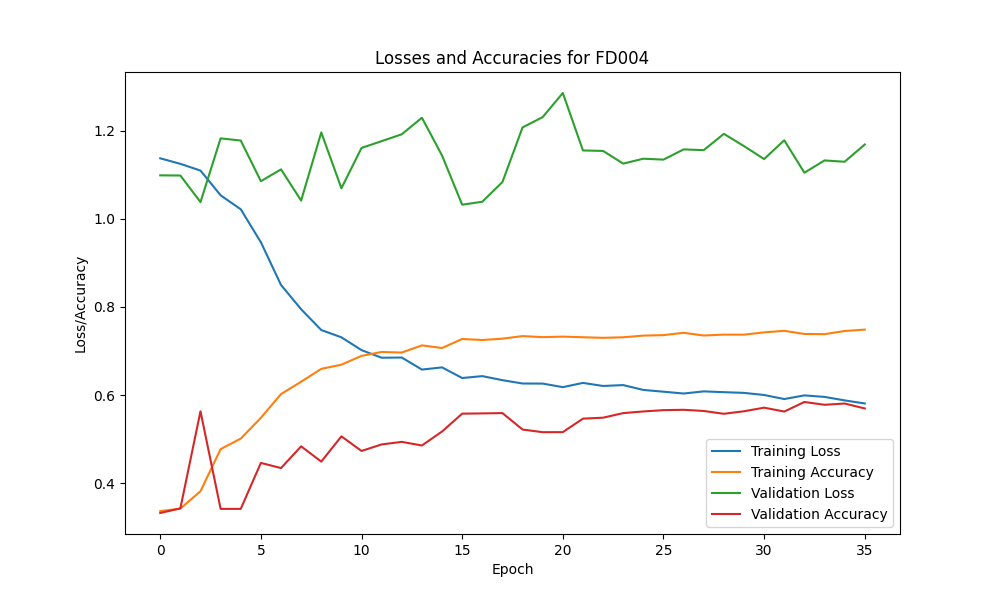 Losses and Accuracies for FD004
Loss/Accuracy
1.2
1.0
0.8
0.6
0.4
Training Loss
Training Accuracy
Validation Loss
Validation Accuracy
0 5 10 15 20 25 30 35
Epoch